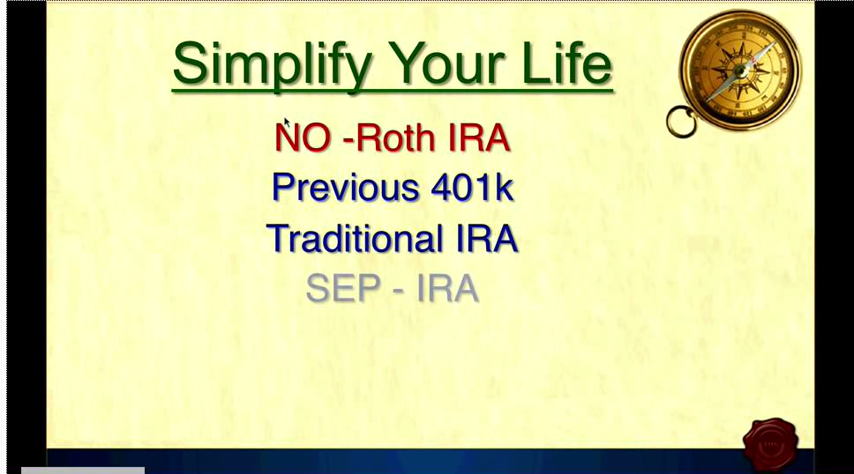 Simplify Your Life
NO -Roth IRA
Previous 401k
Traditional IRA
SEP - IRA